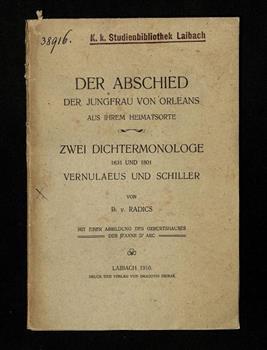 38916.
K. k. Studienbibliothek Laibach
DER ABSCHIED
DER JUNGFRAU VON ORLEANS
AUS IHREM HEIMATSORTE
ZWEI DICHTERMONOLOGE
1631 UND 1801
VERNULAEUS UND SCHILLER
VON
P. v. RADICS
MIT EINER ABBILDUNG DES GEBURTSHAUSES
DER JEANNE D' ARC
LAIBACH 1910.
DRUCK UND VERLAG VON DRAGOTIN HRIBAR.